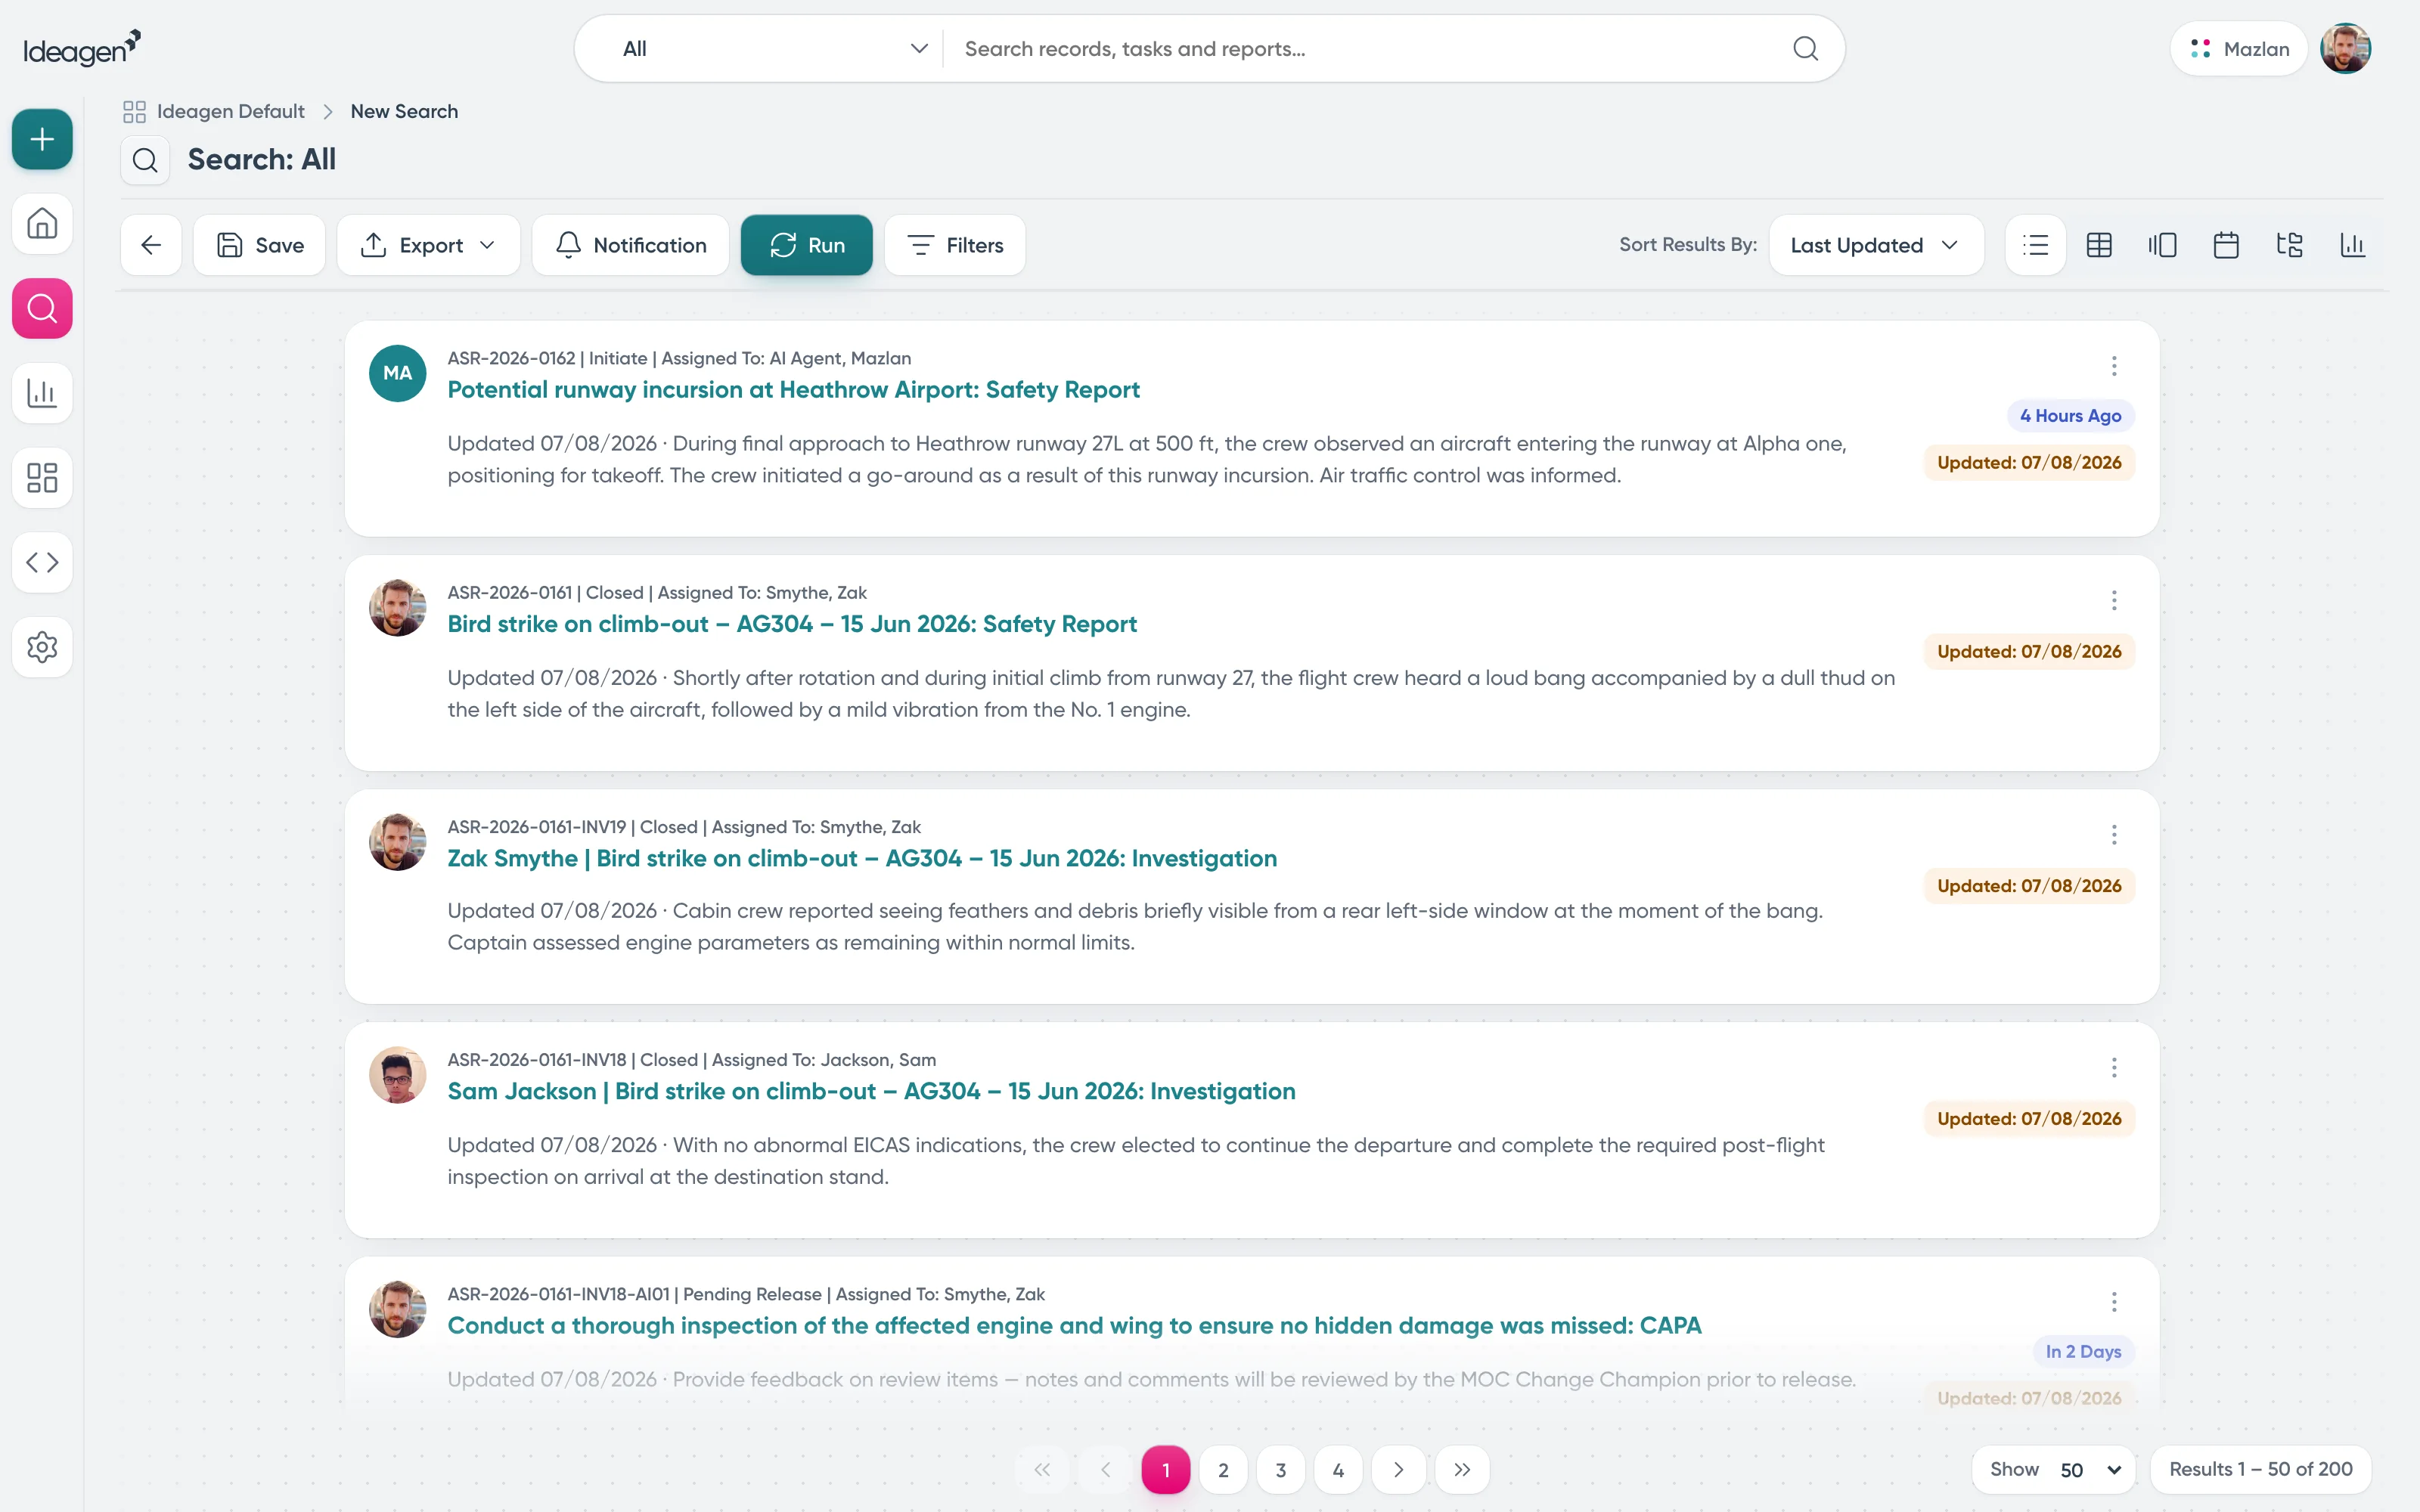 Ideagen
All
Search records, tasks and reports...
Mazlan
Ideagen Default > New Search
Search: All
Save
Export
Notification
Run
Filters
Sort Results By:
Last Updated
MA
ASR-2026-0162 | Initiate | Assigned To: AI Agent, Mazlan
Potential runway incursion at Heathrow Airport: Safety Report
4 Hours Ago
Updated 07/08/2026 · During final approach to Heathrow runway 27L at 500 ft, the crew observed an aircraft entering the runway at Alpha one,
positioning for takeoff. The crew initiated a go-around as a result of this runway incursion. Air traffic control was informed.
Updated: 07/08/2026
ASR-2026-0161 | Closed | Assigned To: Smythe, Zak
Bird strike on climb-out – AG304 – 15 Jun 2026: Safety Report
Updated: 07/08/2026
Updated 07/08/2026 · Shortly after rotation and during initial climb from runway 27, the flight crew heard a loud bang accompanied by a dull thud on
the left side of the aircraft, followed by a mild vibration from the No. 1 engine.
ASR-2026-0161-INV19 | Closed | Assigned To: Smythe, Zak
Zak Smythe | Bird strike on climb-out – AG304 – 15 Jun 2026: Investigation
Updated: 07/08/2026
Updated 07/08/2026 · Cabin crew reported seeing feathers and debris briefly visible from a rear left-side window at the moment of the bang.
Captain assessed engine parameters as remaining within normal limits.
ASR-2026-0161-INV18 | Closed | Assigned To: Jackson, Sam
Sam Jackson | Bird strike on climb-out – AG304 – 15 Jun 2026: Investigation
Updated: 07/08/2026
Updated 07/08/2026 · With no abnormal EICAS indications, the crew elected to continue the departure and complete the required post-flight
inspection on arrival at the destination stand.
ASR-2026-0161-INV18-AI01 | Pending Release | Assigned To: Smythe, Zak
Conduct a thorough inspection of the affected engine and wing to ensure no hidden damage was missed: CAPA
In 2 Days
Updated 07/08/2026 · Provide feedback on review items — notes and comments will be reviewed by the MOC Change Champion prior to release.
Updated: 07/08/2026
1
2
3
4
Show 50
Results 1 – 50 of 200